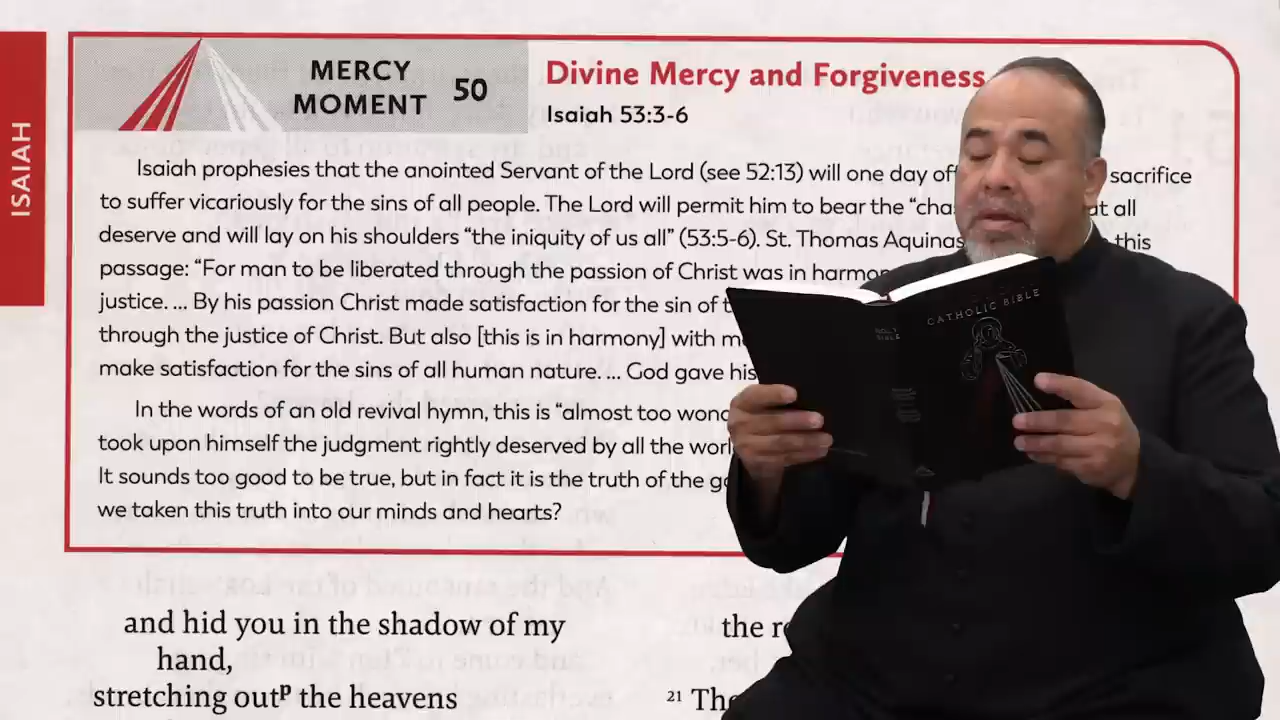 ISAIAH
MERCY
MOMENT 50
Divine Mercy and Forgiveness
Isaiah 53:3-6
Isaiah prophesies that the anointed Servant of the Lord (see 52:13) will one day of sacrifice
to suffer vicariously for the sins of all people. The Lord will permit him to bear the “cha at all
deserve and will lay on his shoulders “the iniquity of us all” (53:5-6). St. Thomas Aquinas this
passage: “For man to be liberated through the passion of Christ was in harmo
justice. ... By his passion Christ made satisfaction for the sin of
through the justice of Christ. But also [this is in harmony] with
make satisfaction for the sins of all human nature. ... God gave his
In the words of an old revival hymn, this is “almost too
took upon himself the judgment rightly deserved by all the
It sounds too good to be true, but in fact it is the truth of the
we taken this truth into our minds and hearts?
CATHOLIC BIBLE
HOLY
BIBLE
and hid you in the shadow of my
hand,
stretching outᵖ the heavens
the
21